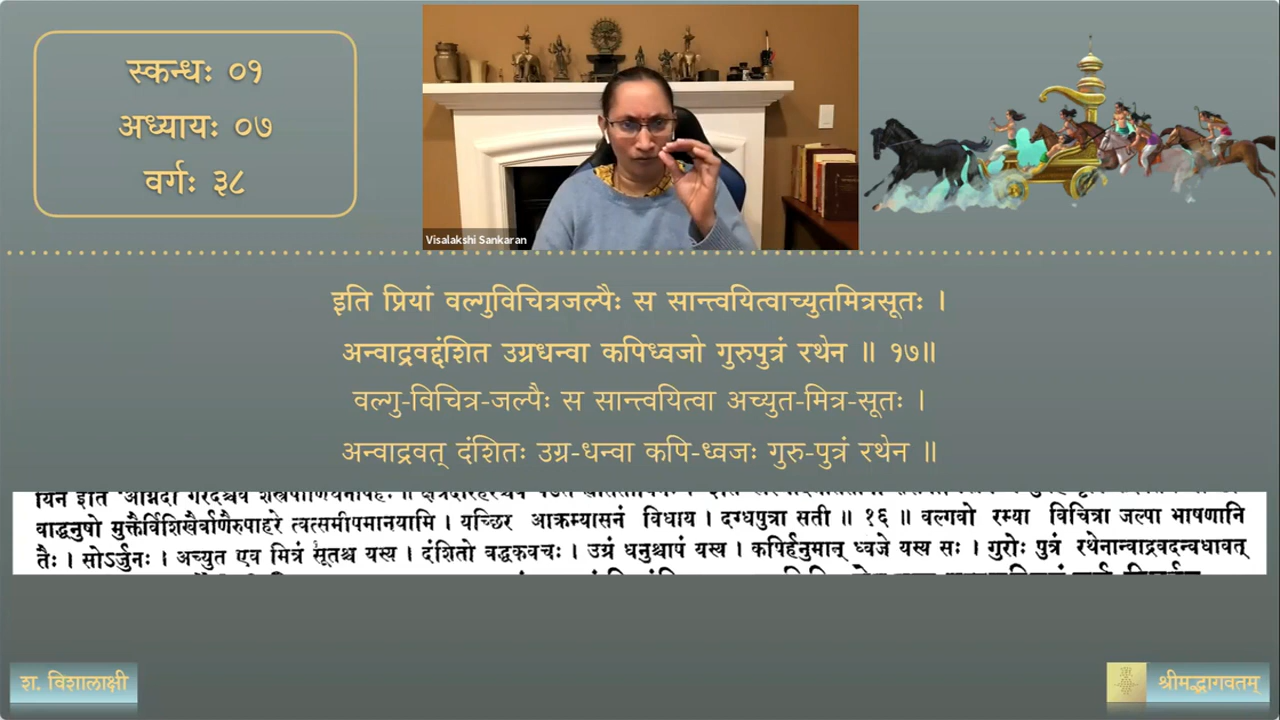 स्कन्धः ०१
अध्यायः ०७
वर्गः ३८
Visalakshi Sankaran
इति प्रियां वल्गुविचित्रजल्पैः स सान्त्वयित्वाच्युतमित्रसूतः ।
अन्वाद्रवद्दंशित उग्रधन्वा कपिध्वजो गुरुपुत्रं रथेन ॥ १७॥
वल्गु-विचित्र-जल्पैः स सान्त्वयित्वा अच्युत-मित्र-सूतः ।
अन्वाद्रवत् दंशितः उग्र-धन्वा कपि-ध्वजः गुरु-पुत्रं रथेन ॥
वाद्धनुषो मुक्तैर्विशिखैर्बाणैरुपाहरे त्वत्समीपमानयामि । यच्छिर आक्रम्यासनं विधाय । दग्धपुत्रा सती ॥ १६ ॥ वल्गवो रम्या विचित्रा जल्पा भाषणानि
तैः । सोऽर्जुनः । अच्युत एव मित्रं सूतश्च यस्य । दंशितो बद्धकवचः । उग्रं धनुश्चापं यस्य । कपिर्हनुमान् ध्वजे यस्य सः । गुरोः पुत्रं रथेनान्वाद्रवदन्वधावत्
श. विशालाक्षी
श्रीमद्भागवतम्